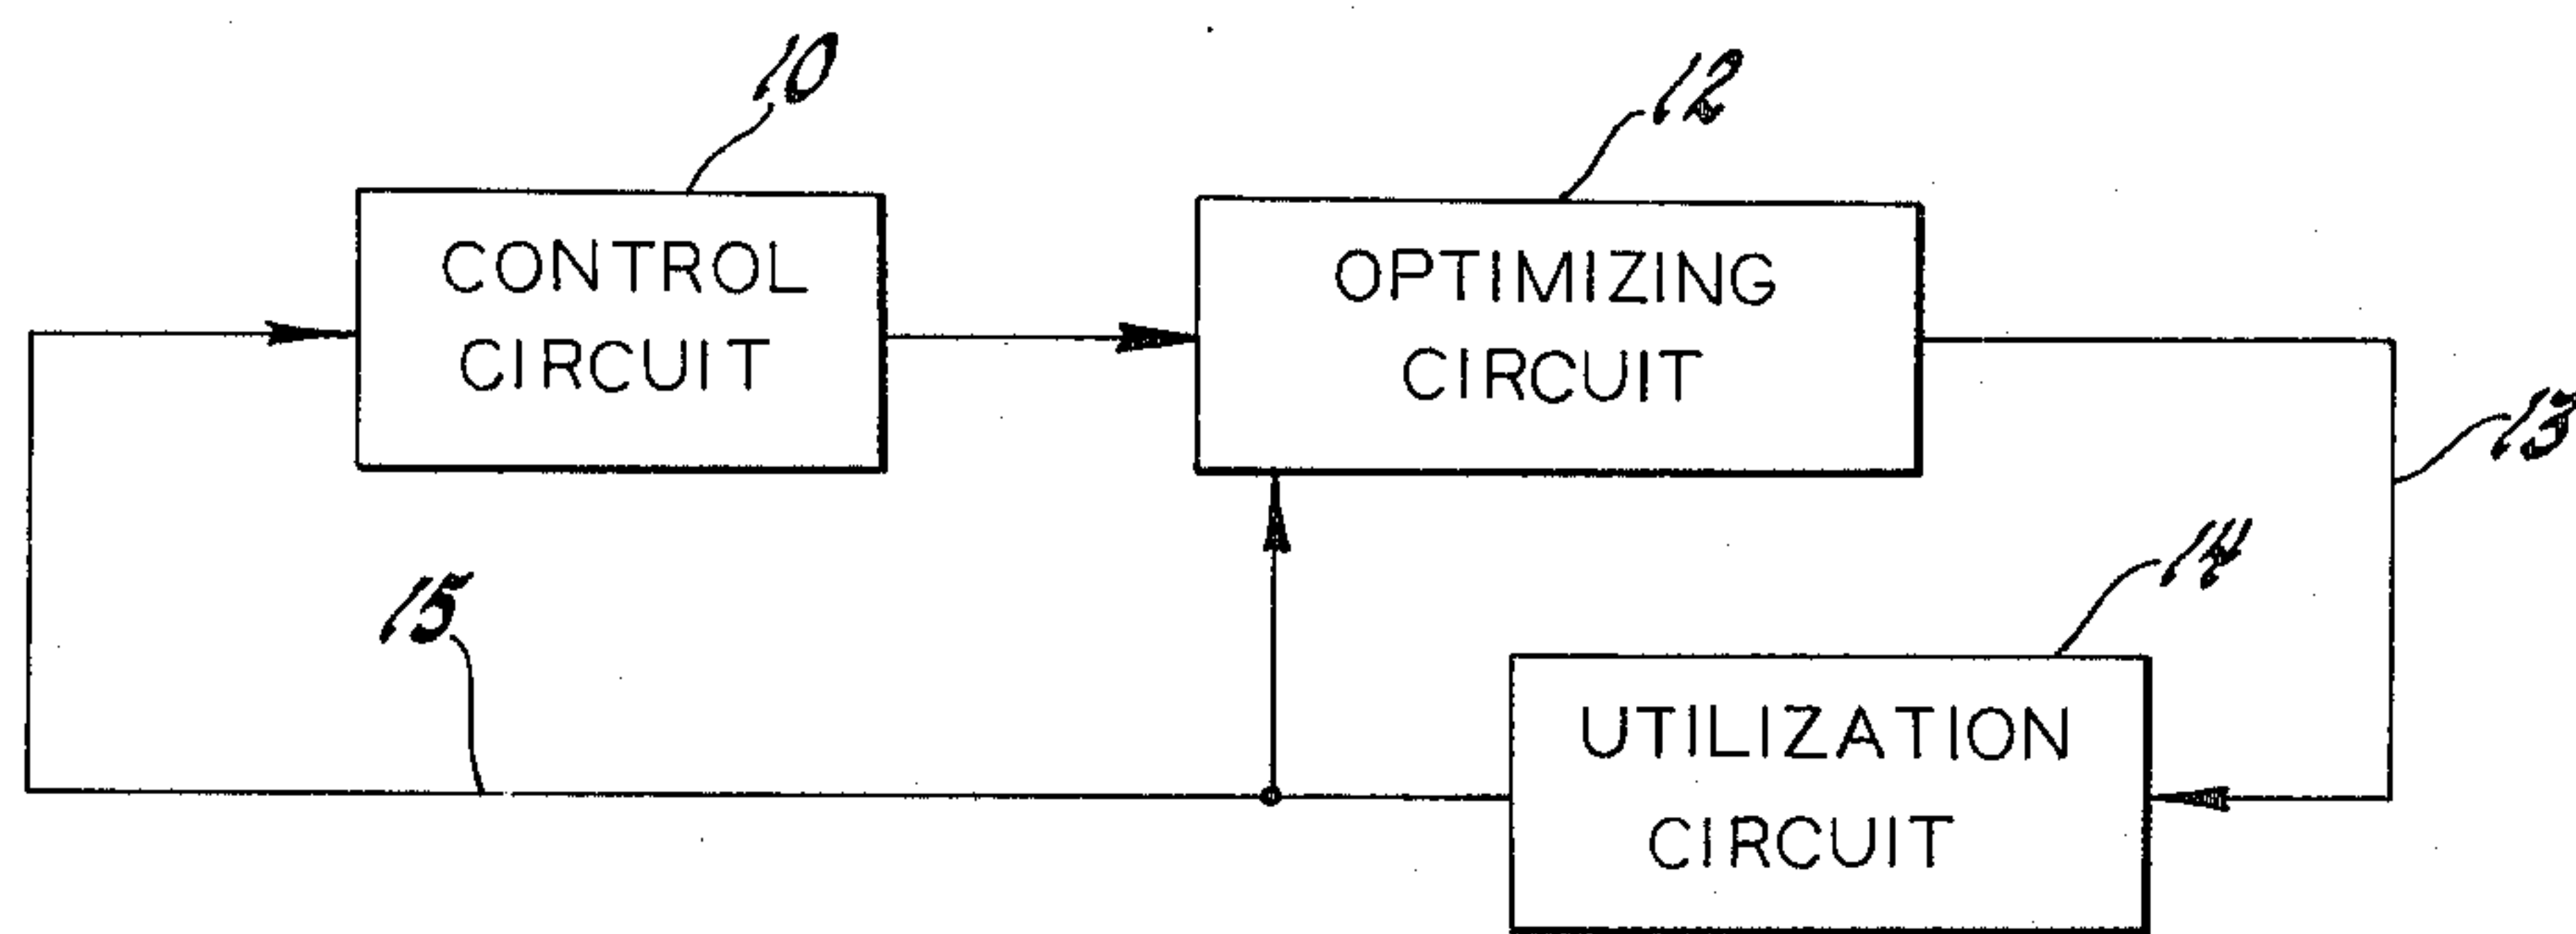 10
12
CONTROL
CIRCUIT
OPTIMIZING
CIRCUIT
13
15
14
UTILIZATION
CIRCUIT